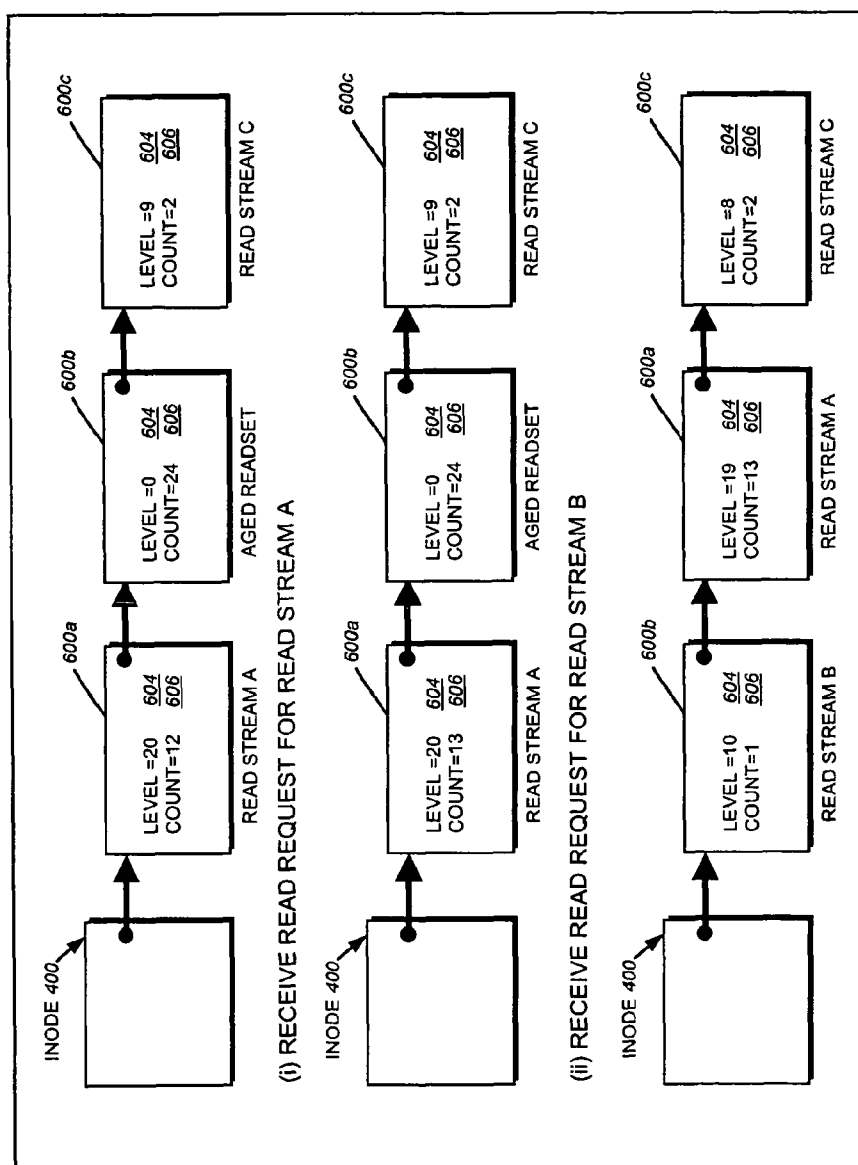 INODE 400
600a
LEVEL =20
COUNT=12
604
606
READ STREAM A
600b
LEVEL =0
COUNT=24
604
606
AGED READSET
600c
LEVEL =9
COUNT=2
604
606
READ STREAM C
(i) RECEIVE READ REQUEST FOR READ STREAM A
INODE 400
600a
LEVEL =20
COUNT=13
604
606
READ STREAM A
600b
LEVEL =0
COUNT=24
604
606
AGED READSET
600c
LEVEL =9
COUNT=2
604
606
READ STREAM C
(ii) RECEIVE READ REQUEST FOR READ STREAM B
INODE 400
600b
LEVEL =10
COUNT=1
604
606
READ STREAM B
600a
LEVEL =19
COUNT=13
604
606
READ STREAM A
600c
LEVEL =8
COUNT=2
604
606
READ STREAM C